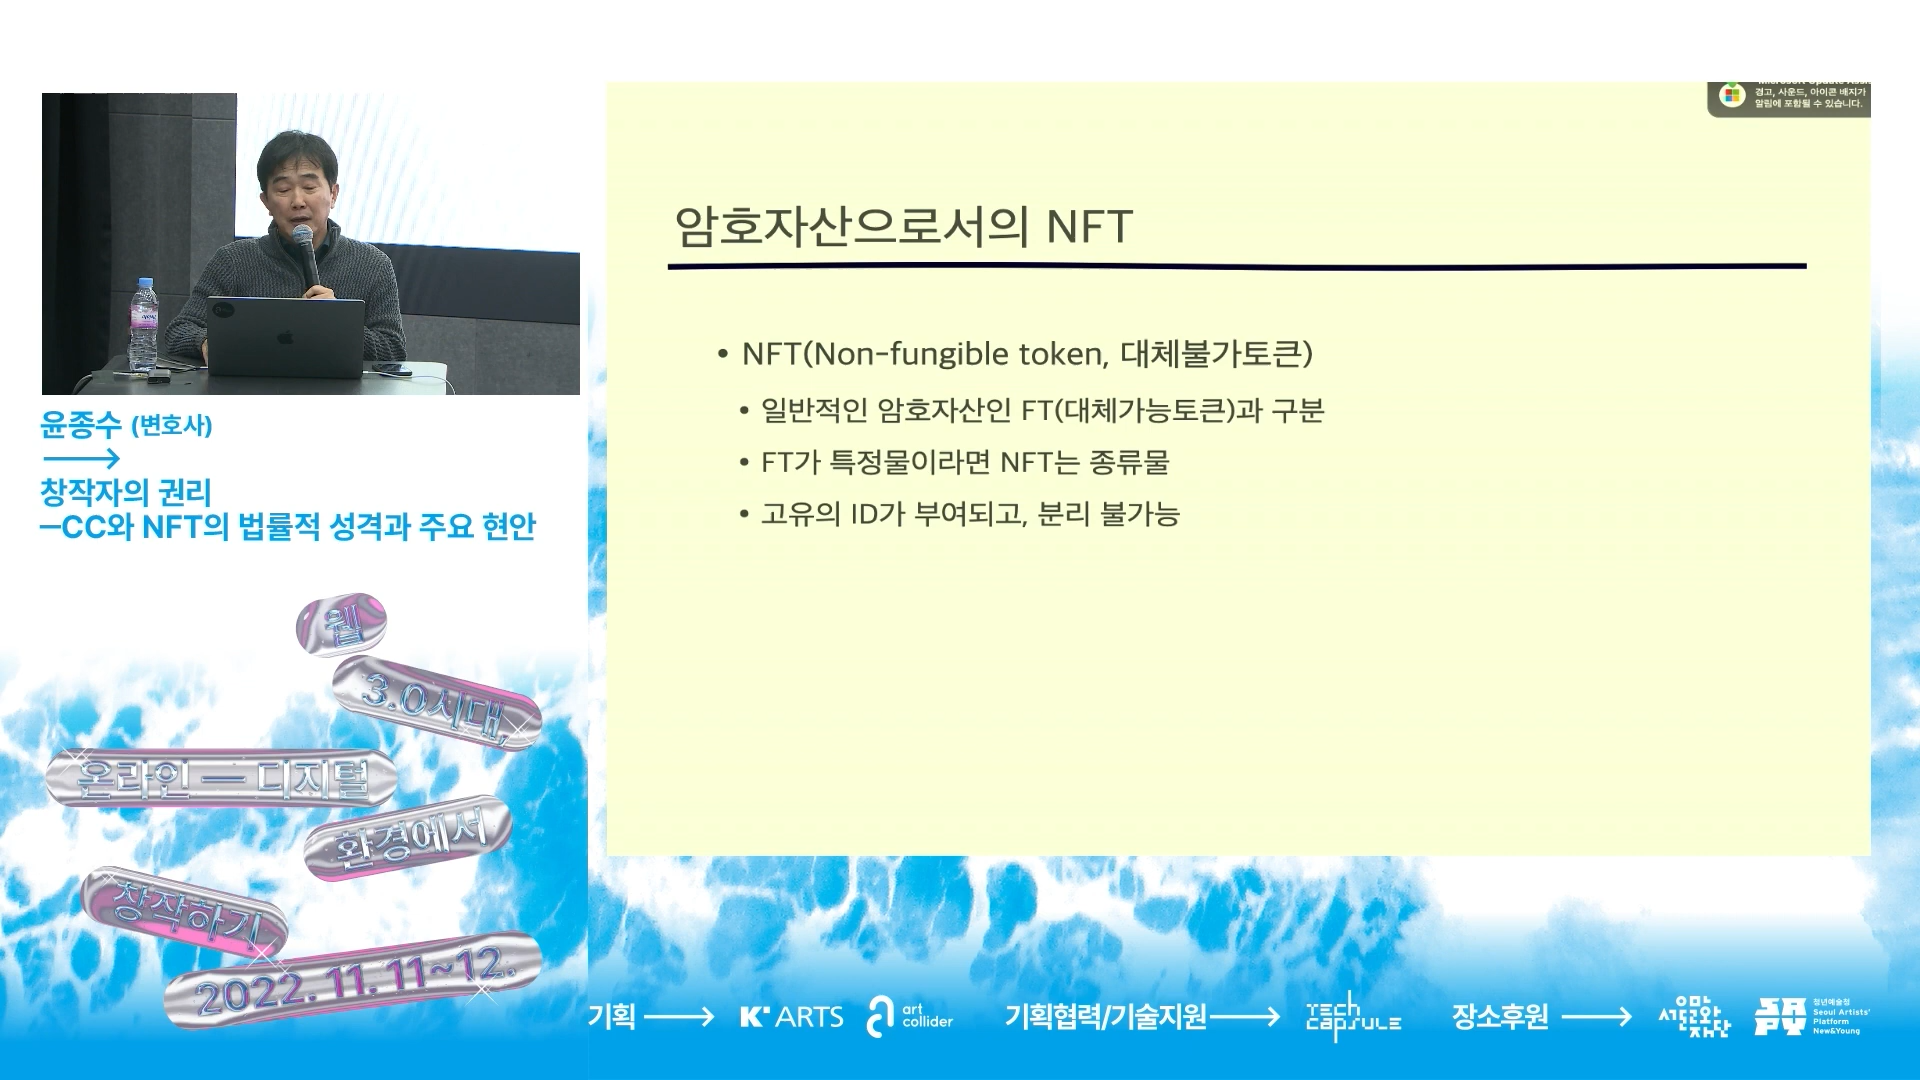 경고, 사운드, 아이콘 배지가
알림에 포함될 수 있습니다.
암호자산으로서의 NFT
• NFT(Non-fungible token, 대체불가토큰)
• 일반적인 암호자산인 FT(대체가능토큰)과 구분
• FT가 특정물이라면 NFT는 종류물
• 고유의 ID가 부여되고, 분리 불가능
윤종수 (변호사)
창작자의 권리
—CC와 NFT의 법률적 성격과 주요 현안
웹
3.0시대,
온라인 — 디지털
환경에서
창작하기
2022. 11. 11~12.
기획 → K ARTS art collider
기획협력/기술지원 → TECH CAPSULE
장소후원 → 서울문화재단 SAPY 청년예술청
Seoul Artists'
Platform
New&Young